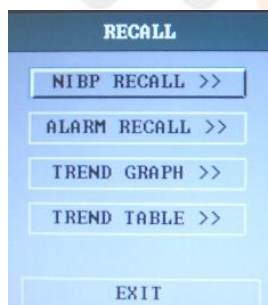 RECALL
NIBP RECALL >>
ALARM RECALL >>
TREND GRAPH >>
TREND TABLE >>
EXIT